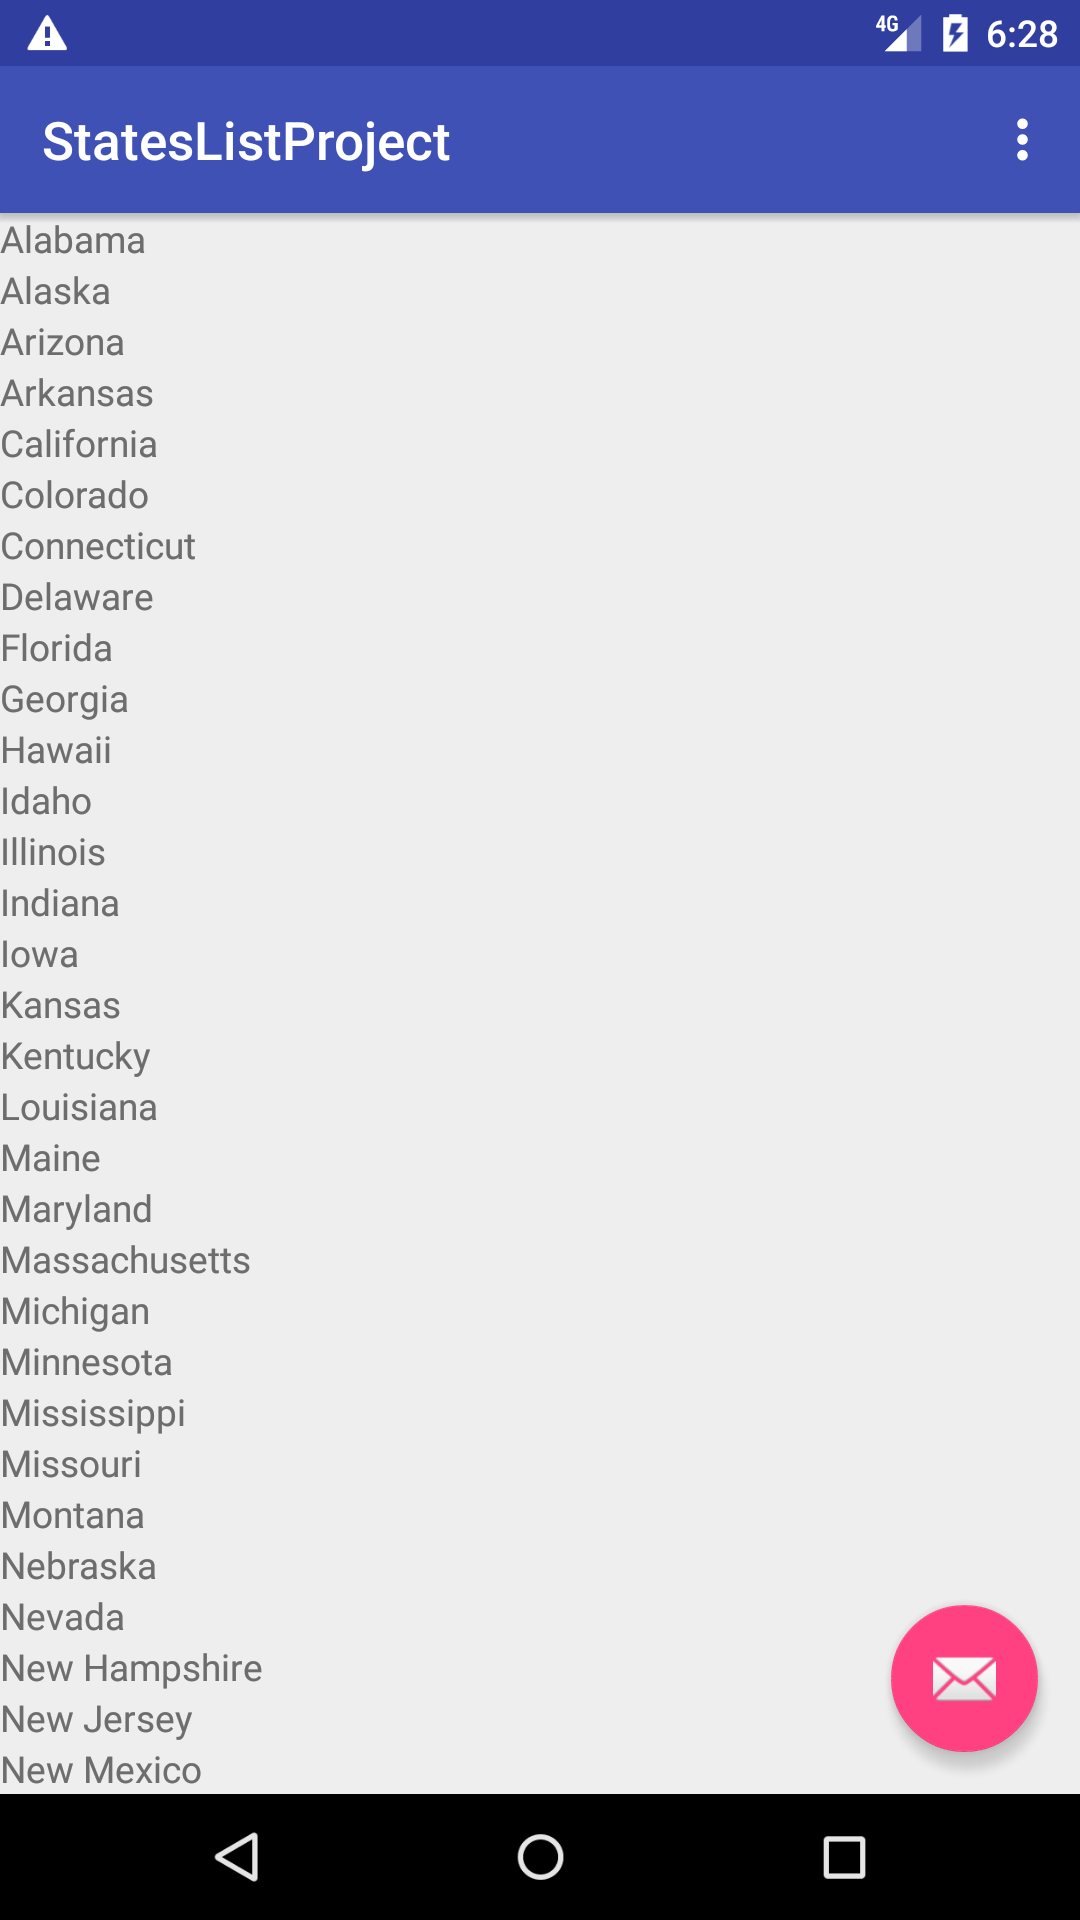 4G 6:28
StatesListProject
Alabama
Alaska
Arizona
Arkansas
California
Colorado
Connecticut
Delaware
Florida
Georgia
Hawaii
Idaho
Illinois
Indiana
Iowa
Kansas
Kentucky
Louisiana
Maine
Maryland
Massachusetts
Michigan
Minnesota
Mississippi
Missouri
Montana
Nebraska
Nevada
New Hampshire
New Jersey
New Mexico